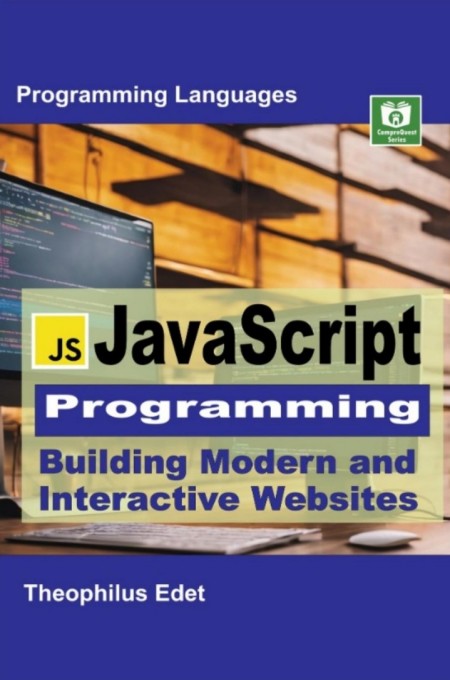 Programming Languages
CompreQuest
Series
JS JavaScript
Programming
Building Modern and
Interactive Websites
Theophilus Edet